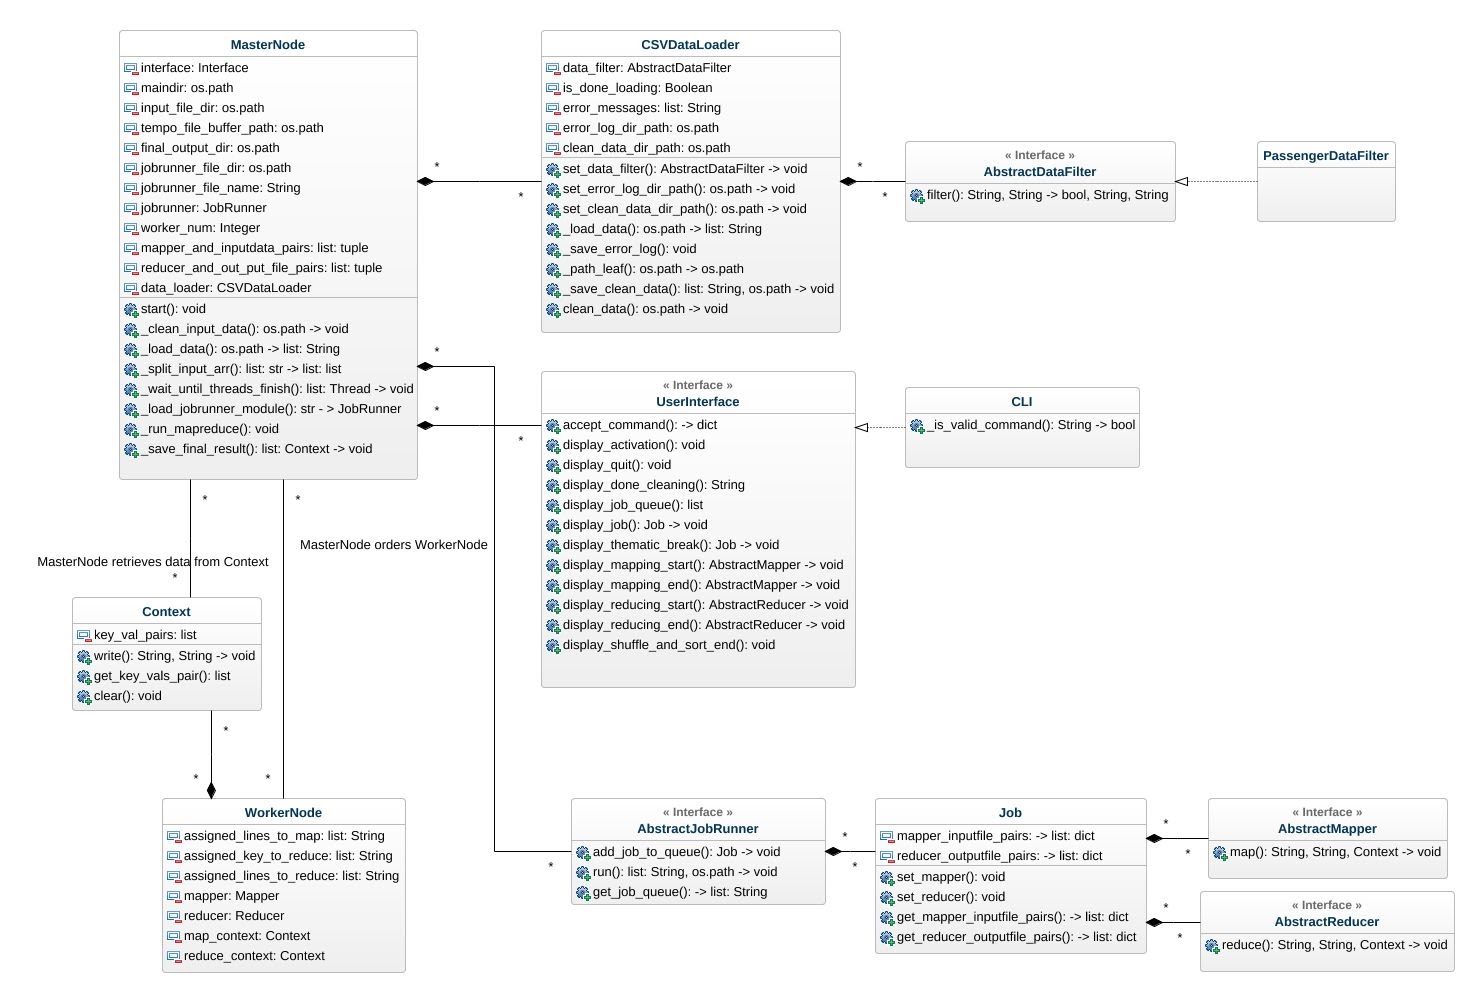 MasterNode
interface: Interface
maindir: os.path
input_file_dir: os.path
tempo_file_buffer_path: os.path
final_output_dir: os.path
jobrunner_file_dir: os.path
jobrunner_file_name: String
jobrunner: JobRunner
worker_num: Integer
mapper_and_inputdata_pairs: list: tuple
reducer_and_out_put_file_pairs: list: tuple
data_loader: CSVDataLoader
start(): void
_clean_input_data(): os.path -> void
_load_data(): os.path -> list: String
_split_input_arr(): list: str -> list: list
_wait_until_threads_finish(): list: Thread -> void
_load_jobrunner_module(): str - > JobRunner
_run_mapreduce(): void
_save_final_result(): list: Context -> void
*
*
CSVDataLoader
data_filter: AbstractDataFilter
is_done_loading: Boolean
error_messages: list: String
error_log_dir_path: os.path
clean_data_dir_path: os.path
set_data_filter(): AbstractDataFilter -> void
set_error_log_dir_path(): os.path -> void
set_clean_data_dir_path(): os.path -> void
_load_data(): os.path -> list: String
_save_error_log(): void
_path_leaf(): os.path -> os.path
_save_clean_data(): list: String, os.path -> void
clean_data(): os.path -> void
*
*
« Interface »
AbstractDataFilter
filter(): String, String -> bool, String, String
PassengerDataFilter
*
*
*
« Interface »
UserInterface
accept_command(): -> dict
display_activation(): void
display_quit(): void
display_done_cleaning(): String
display_job_queue(): list
display_job(): Job -> void
display_thematic_break(): Job -> void
display_mapping_start(): AbstractMapper -> void
display_mapping_end(): AbstractMapper -> void
display_reducing_start(): AbstractReducer -> void
display_reducing_end(): AbstractReducer -> void
display_shuffle_and_sort_end(): void
CLI
_is_valid_command(): String -> bool
*
*
MasterNode orders WorkerNode
MasterNode retrieves data from Context
*
Context
key_val_pairs: list
write(): String, String -> void
get_key_vals_pair(): list
clear(): void
*
*
*
WorkerNode
assigned_lines_to_map: list: String
assigned_key_to_reduce: list: String
assigned_lines_to_reduce: list: String
mapper: Mapper
reducer: Reducer
map_context: Context
reduce_context: Context
*
« Interface »
AbstractJobRunner
add_job_to_queue(): Job -> void
run(): list: String, os.path -> void
get_job_queue(): -> list: String
*
*
Job
mapper_inputfile_pairs: -> list: dict
reducer_outputfile_pairs: -> list: dict
set_mapper(): void
set_reducer(): void
get_mapper_inputfile_pairs(): -> list: dict
get_reducer_outputfile_pairs(): -> list: dict
*
*
« Interface »
AbstractMapper
map(): String, String, Context -> void
*
*
« Interface »
AbstractReducer
reduce(): String, String, Context -> void